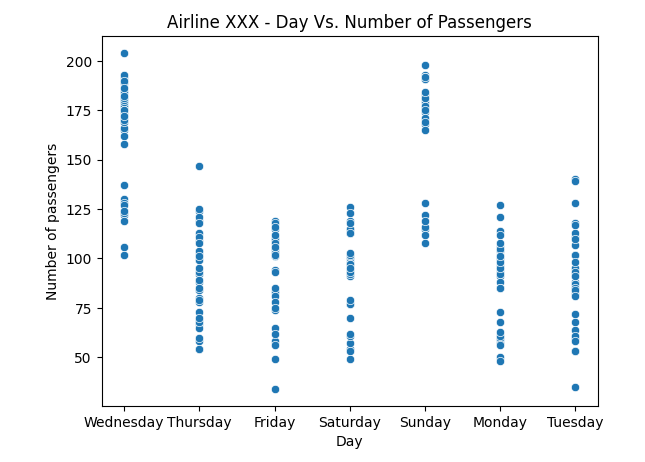 Airline XXX - Day Vs. Number of Passengers
Number of passengers
200
175
150
125
100
75
50
Wednesday Thursday Friday Saturday Sunday Monday Tuesday
Day